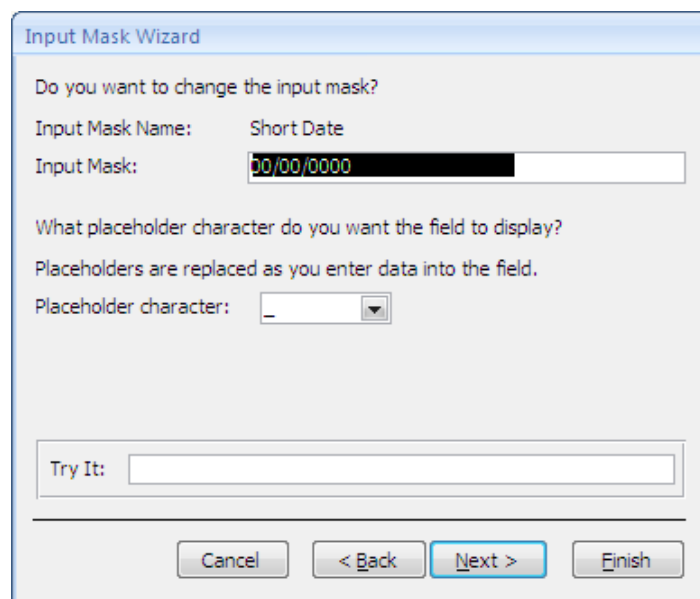 Input Mask Wizard
Do you want to change the input mask?
Input Mask Name: Short Date
Input Mask: 00/00/0000
What placeholder character do you want the field to display?
Placeholders are replaced as you enter data into the field.
Placeholder character: _
Try It:
Cancel < Back Next > Finish